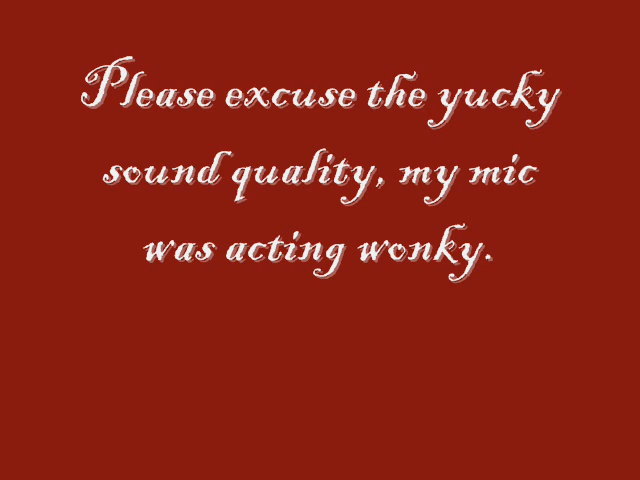 Please excuse the yucky
sound quality, my mic
was acting wonky.